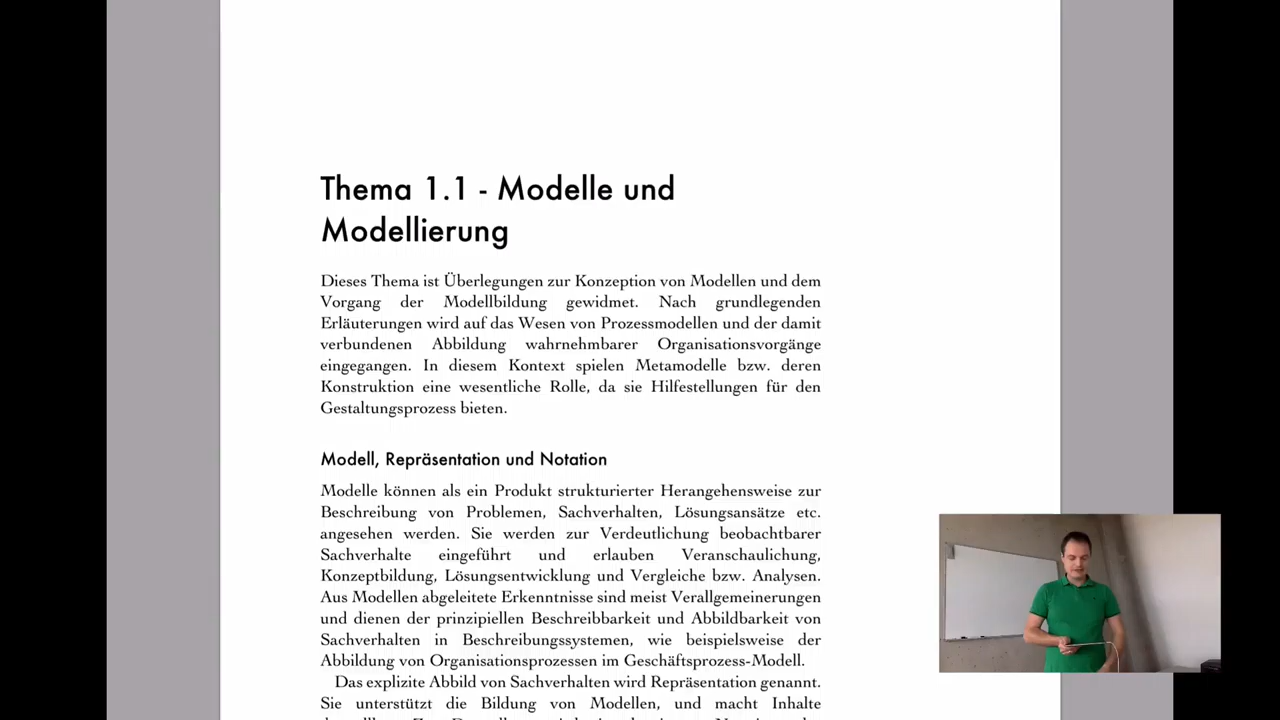 Thema 1.1 - Modelle und
Modellierung
Dieses Thema ist Überlegungen zur Konzeption von Modellen und dem
Vorgang der Modellbildung gewidmet. Nach grundlegenden
Erläuterungen wird auf das Wesen von Prozessmodellen und der damit
verbundenen Abbildung wahrnehmbarer Organisationsvorgänge
eingegangen. In diesem Kontext spielen Metamodelle bzw. deren
Konstruktion eine wesentliche Rolle, da sie Hilfestellungen für den
Gestaltungsprozess bieten.
Modell, Repräsentation und Notation
Modelle können als ein Produkt strukturierter Herangehensweise zur
Beschreibung von Problemen, Sachverhalten, Lösungsansätze etc.
angesehen werden. Sie werden zur Verdeutlichung beobachtbarer
Sachverhalte eingeführt und erlauben Veranschaulichung,
Konzeptbildung, Lösungsentwicklung und Vergleiche bzw. Analysen.
Aus Modellen abgeleitete Erkenntnisse sind meist Verallgemeinerungen
und dienen der prinzipiellen Beschreibbarkeit und Abbildbarkeit von
Sachverhalten in Beschreibungssystemen, wie beispielsweise der
Abbildung von Organisationsprozessen im Geschäftsprozess-Modell.
Das explizite Abbild von Sachverhalten wird Repräsentation genannt.
Sie unterstützt die Bildung von Modellen, und macht Inhalte